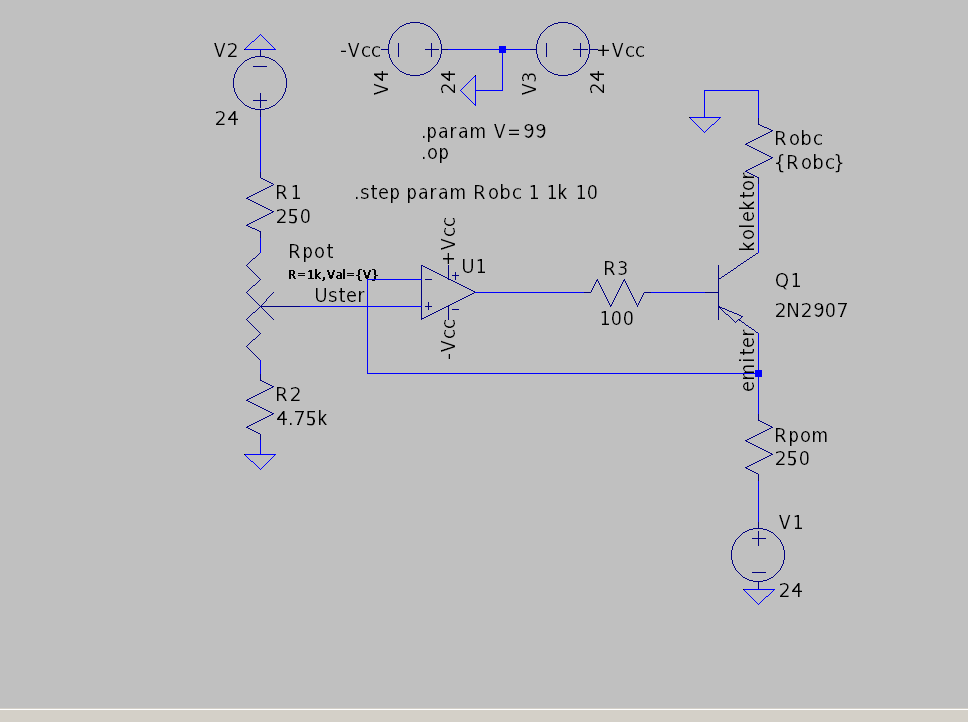 V2
24
-Vcc
V4
24
V3
24
+Vcc
.param V=99
.op
.step param Robc 1 1k 10
Robc
{Robc}
kolektor
R1
250
Rpot
R=1k,Val={V}
Uster
+Vcc
U1
-Vcc
R3
100
Q1
2N2907
emiter
R2
4.75k
Rpom
250
V1
24